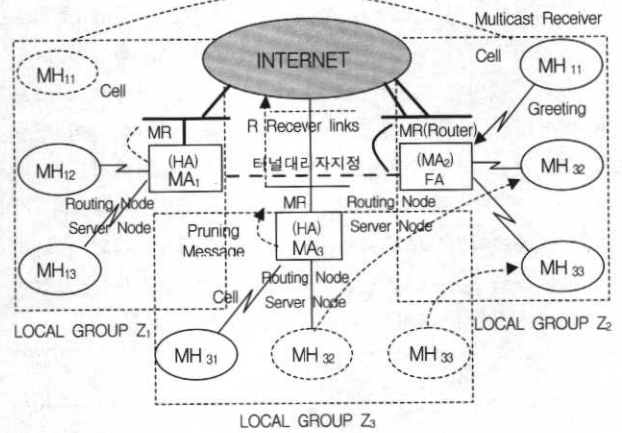 Multicast Receiver
INTERNET
MH11
Cell
Cell
MH11
MR
R Recever links
MR(Router)
Greeting
(HA)
MA1
터널대리자지정
(MA2)
FA
MH12
MH32
Routing Node
Server Node
MR
Routing Node
Server Node
Pruning
Message
(HA)
MA3
MH13
MH33
Routing Node
Server Node
Cell
LOCAL GROUP Z1
LOCAL GROUP Z2
MH31
MH32
MH33
LOCAL GROUP Z3